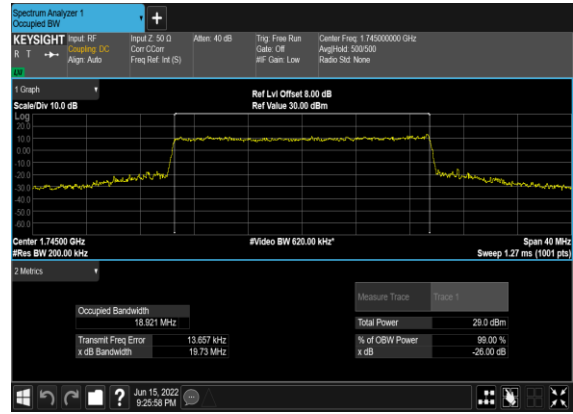 Spectrum Analyzer 1
Occupied BW
+
KEYSIGHT Input: RF Input Z: 50 Ω Atten: 40 dB Trig: Free Run Center Freq: 1.745000000 GHz
R T Coupling: DC Corr CCorr Gate: Off Avg|Hold: 500/500
Align: Auto Freq Ref: Int (S) #IF Gain: Low Radio Std: None
LW
1 Graph
Ref Lvl Offset 8.00 dB
Scale/Div 10.0 dB Ref Value 30.00 dBm
Log
20.0
10.0
0.00
-10.0
-20.0
-30.0
-40.0
-50.0
-60.0
Center 1.74500 GHz #Video BW 620.00 kHz* Span 40 MHz
#Res BW 200.00 kHz Sweep 1.27 ms (1001 pts)
2 Metrics
Measure Trace Trace 1
Occupied Bandwidth
18.921 MHz Total Power 29.0 dBm
Transmit Freq Error 13.657 kHz % of OBW Power 99.00 %
x dB Bandwidth 19.73 MHz x dB -26.00 dB
? Jun 15, 2022
9:25:58 PM